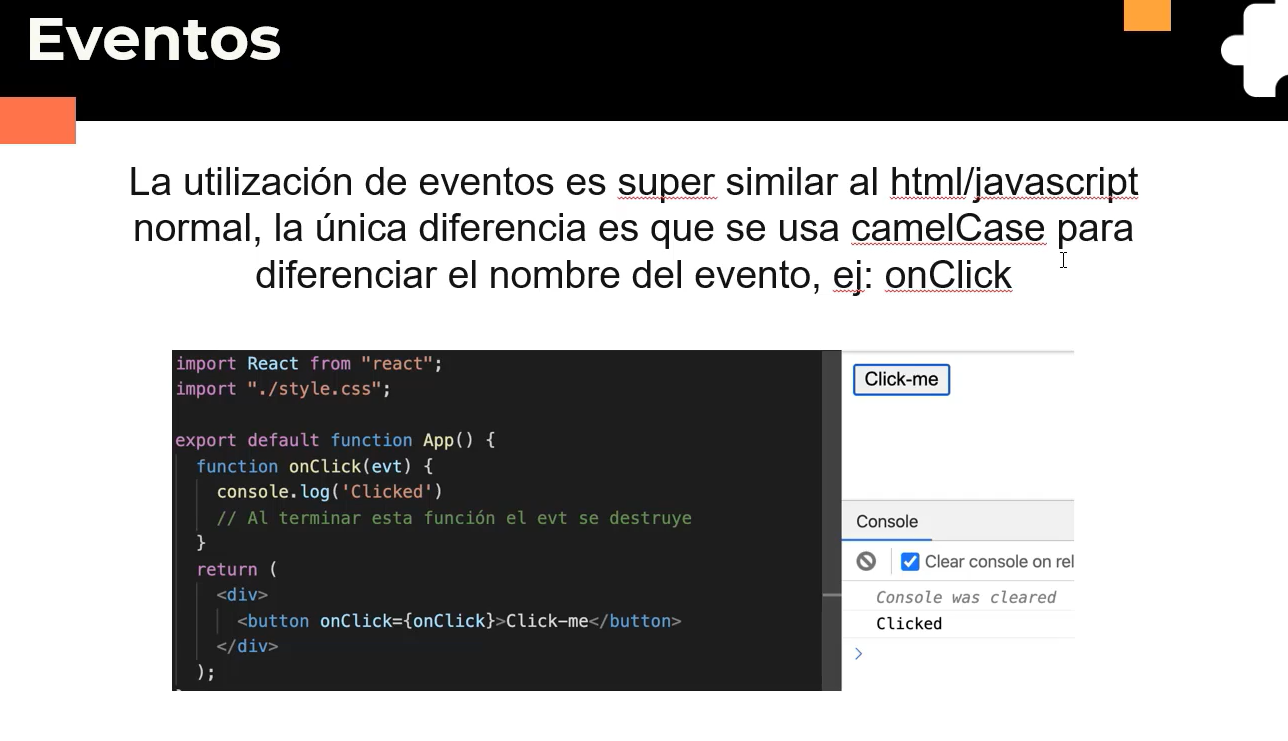 Eventos
La utilización de eventos es super similar al html/javascript
normal, la única diferencia es que se usa camelCase para
diferenciar el nombre del evento, ej: onClick
import React from "react";
import "./style.css";
export default function App() {
function onClick(evt) {
console.log('Clicked')
// Al terminar esta función el evt se destruye
}
return (
<div>
<button onClick={onClick}>Click-me</button>
</div>
);
Click-me
Console
Clear console on rel
Console was cleared
Clicked
>